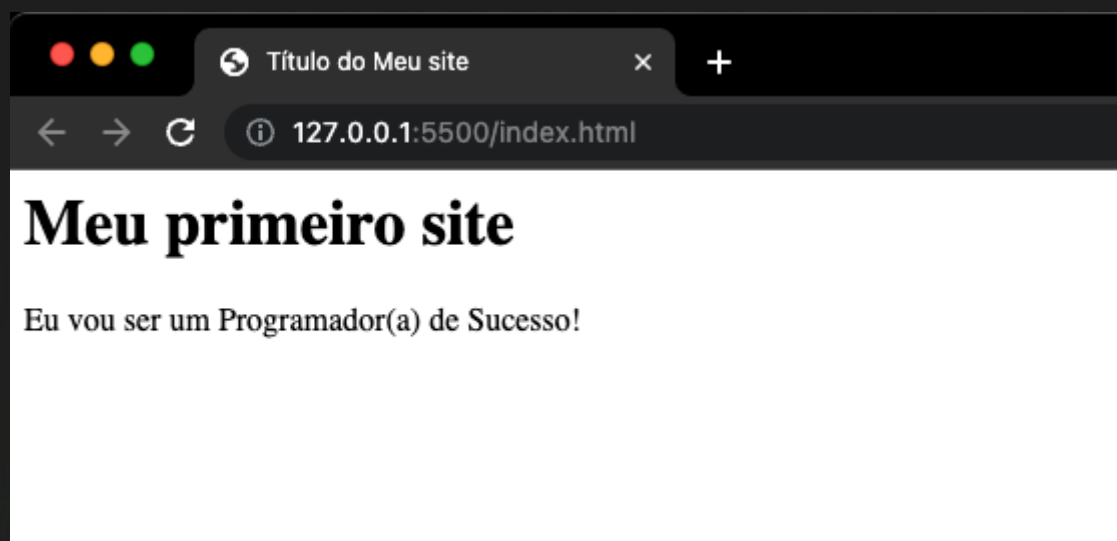 Título do Meu site
127.0.0.1:5500/index.html
Meu primeiro site
Eu vou ser um Programador(a) de Sucesso!